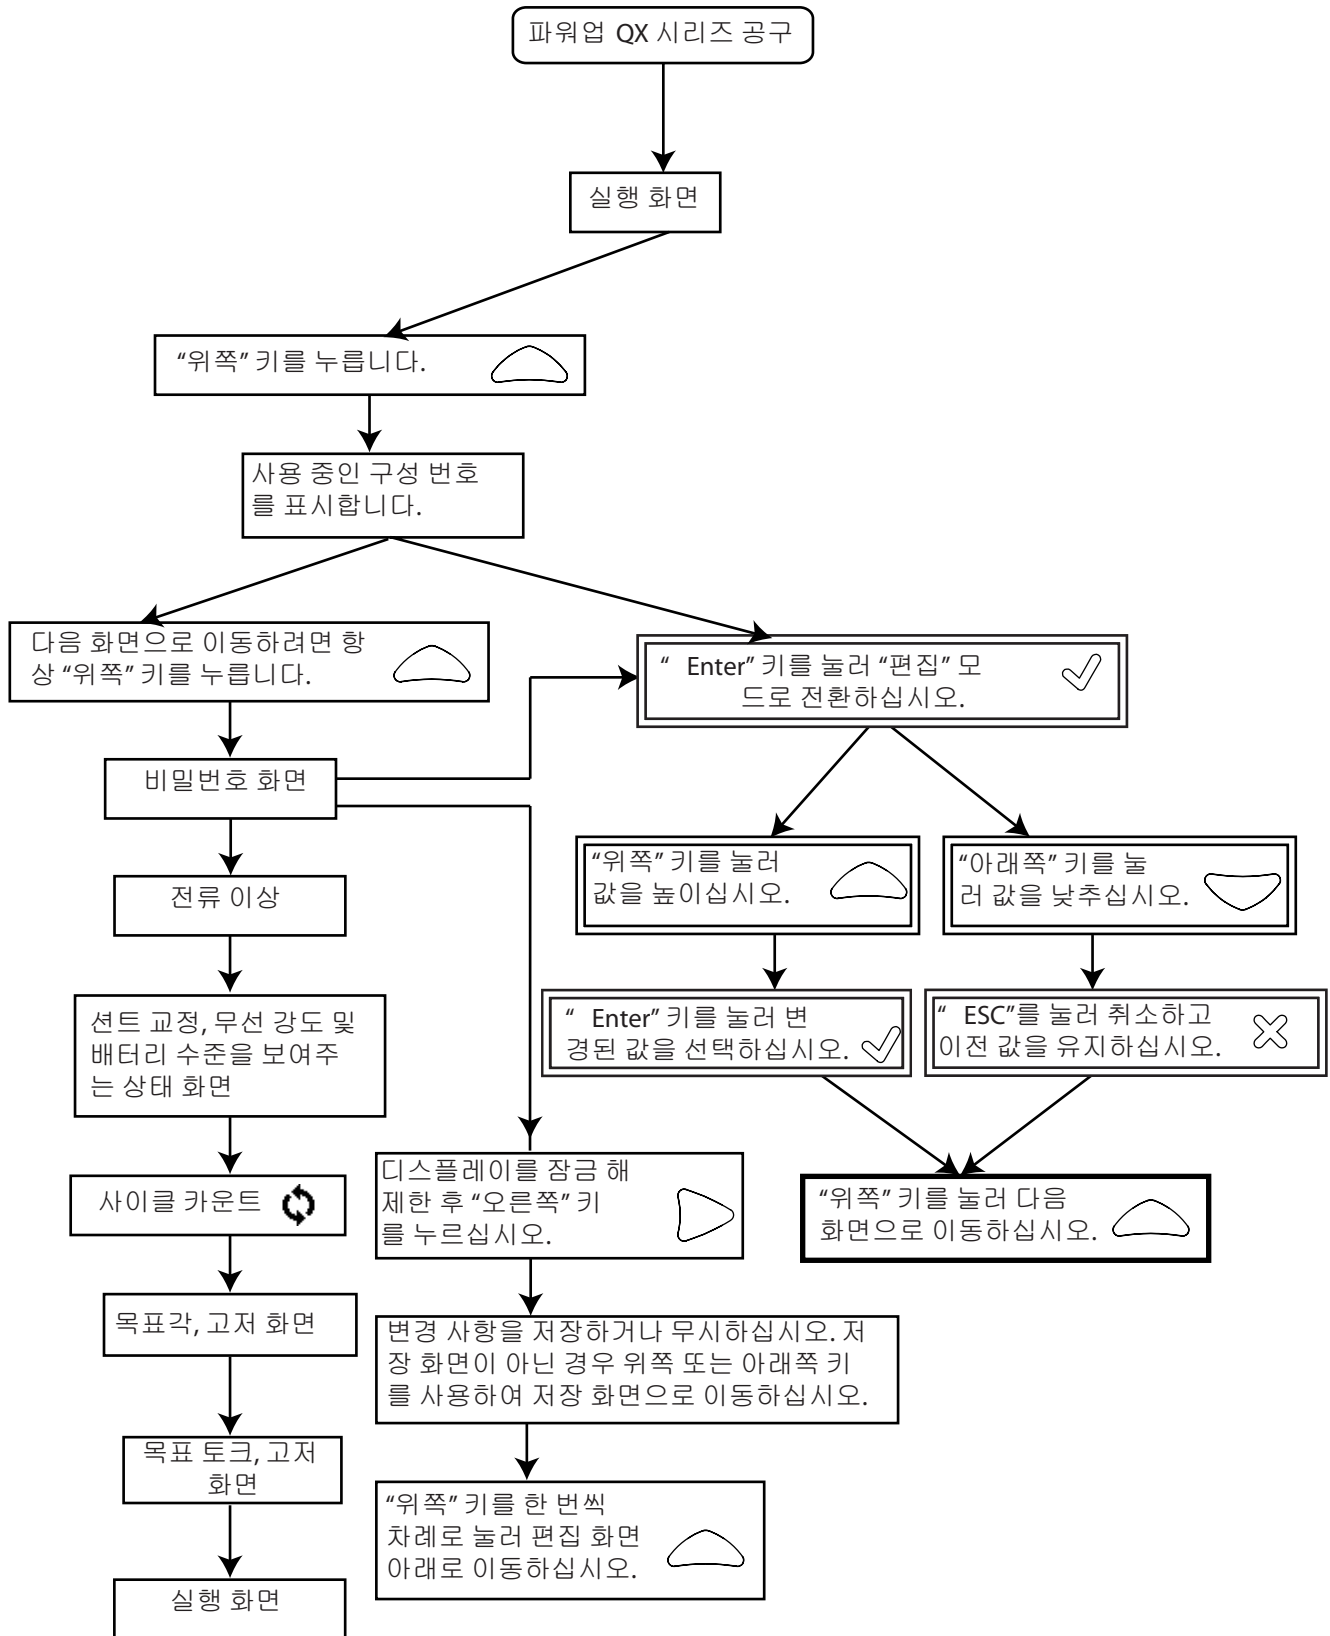 파워업 QX 시리즈 공구
실행 화면
“위쪽” 키를 누릅니다.
사용 중인 구성 번호
를 표시합니다.
다음 화면으로 이동하려면 항
상 “위쪽” 키를 누릅니다.
“ Enter” 키를 눌러 “편집” 모
드로 전환하십시오.
비밀번호 화면
“위쪽” 키를 눌러
값을 높이십시오.
“아래쪽” 키를 눌
러 값을 낮추십시오.
전류 이상
션트 교정, 무선 강도 및
배터리 수준을 보여주
는 상태 화면
“ Enter” 키를 눌러 변
경된 값을 선택하십시오.
“ ESC”를 눌러 취소하고
이전 값을 유지하십시오.
사이클 카운트
디스플레이를 잠금 해
제한 후 “오른쪽” 키
를 누르십시오.
“위쪽” 키를 눌러 다음
화면으로 이동하십시오.
목표각, 고저 화면
변경 사항을 저장하거나 무시하십시오. 저
장 화면이 아닌 경우 위쪽 또는 아래쪽 키
를 사용하여 저장 화면으로 이동하십시오.
목표 토크, 고저
화면
“위쪽” 키를 한 번씩
차례로 눌러 편집 화면
아래로 이동하십시오.
실행 화면